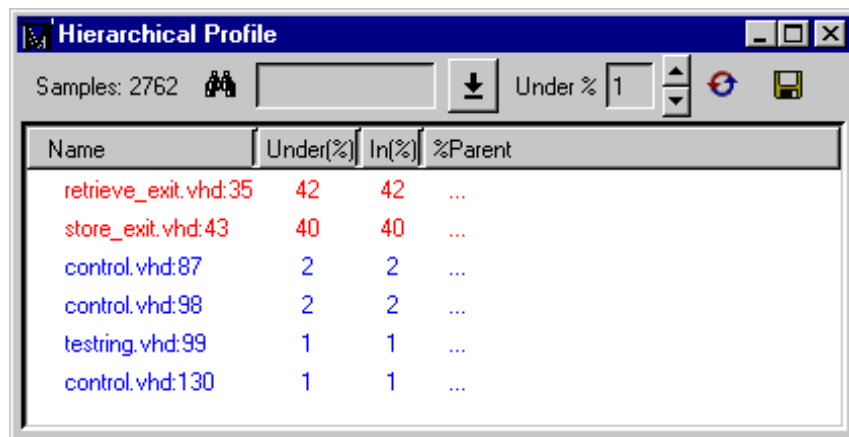 Hierarchical Profile
Samples: 2762 Under % 1
Name Under(%) In(%) %Parent
retrieve_exit.vhd:35 42 42 ...
store_exit.vhd:43 40 40 ...
control.vhd:87 2 2 ...
control.vhd:98 2 2 ...
testring.vhd:99 1 1 ...
control.vhd:130 1 1 ...